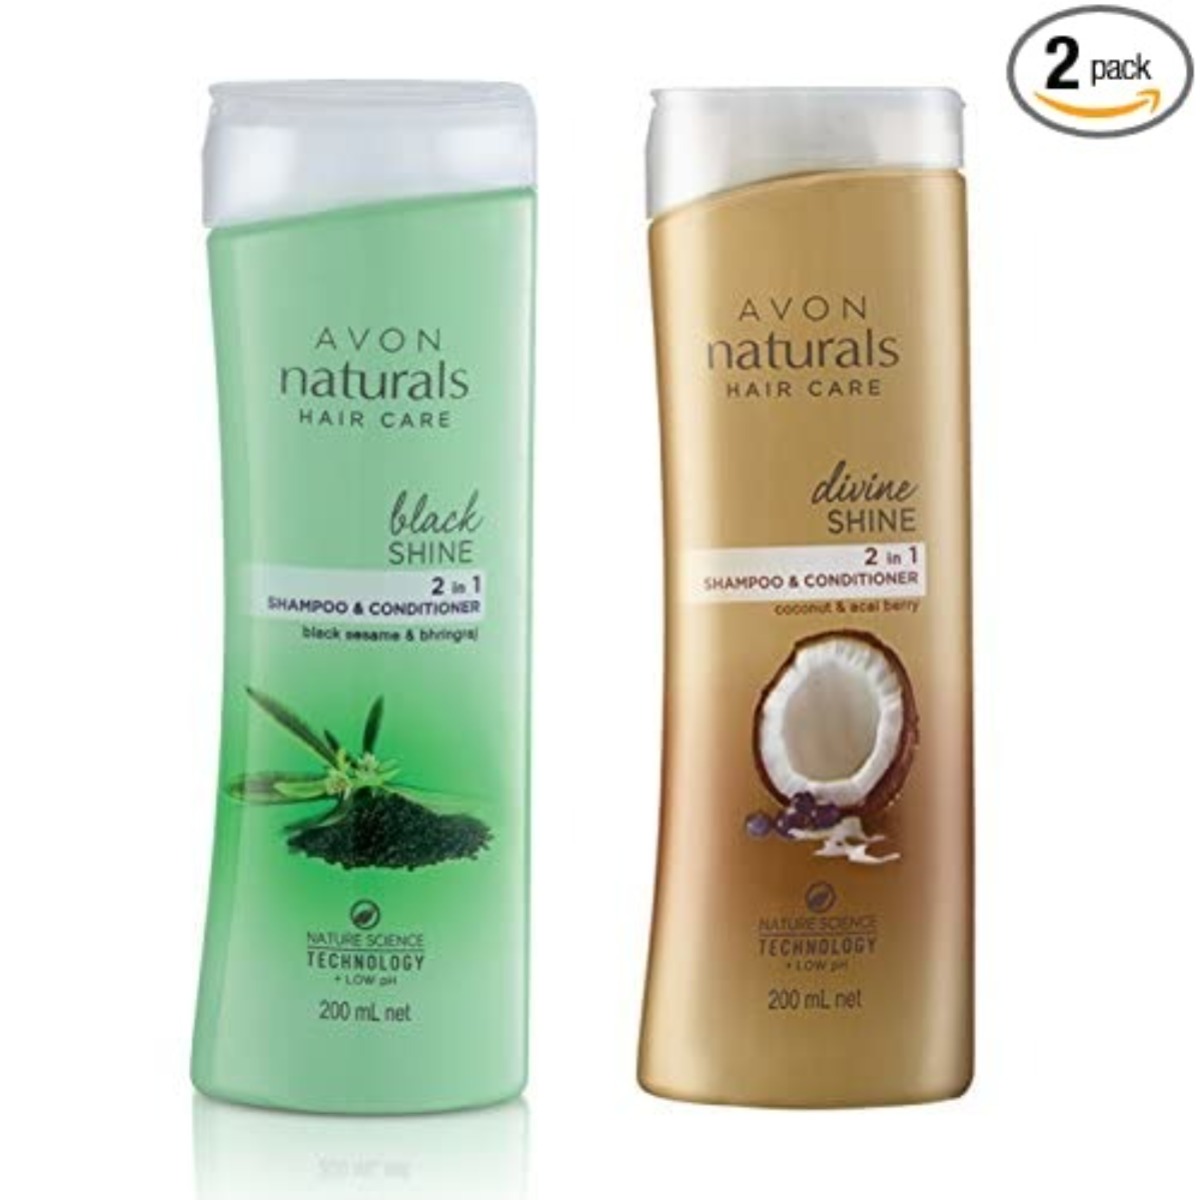 2 pack
AVON
naturals
HAIR CARE
black
SHINE
2 in 1
SHAMPOO & CONDITIONER
black sesame & bhringraj
NATURE SCIENCE
TECHNOLOGY
+ LOW pH
200 mL net
AVON
naturals
HAIR CARE
divine
SHINE
2 in 1
SHAMPOO & CONDITIONER
coconut & acai berry
NATURE SCIENCE
TECHNOLOGY
+ LOW pH
200 mL net